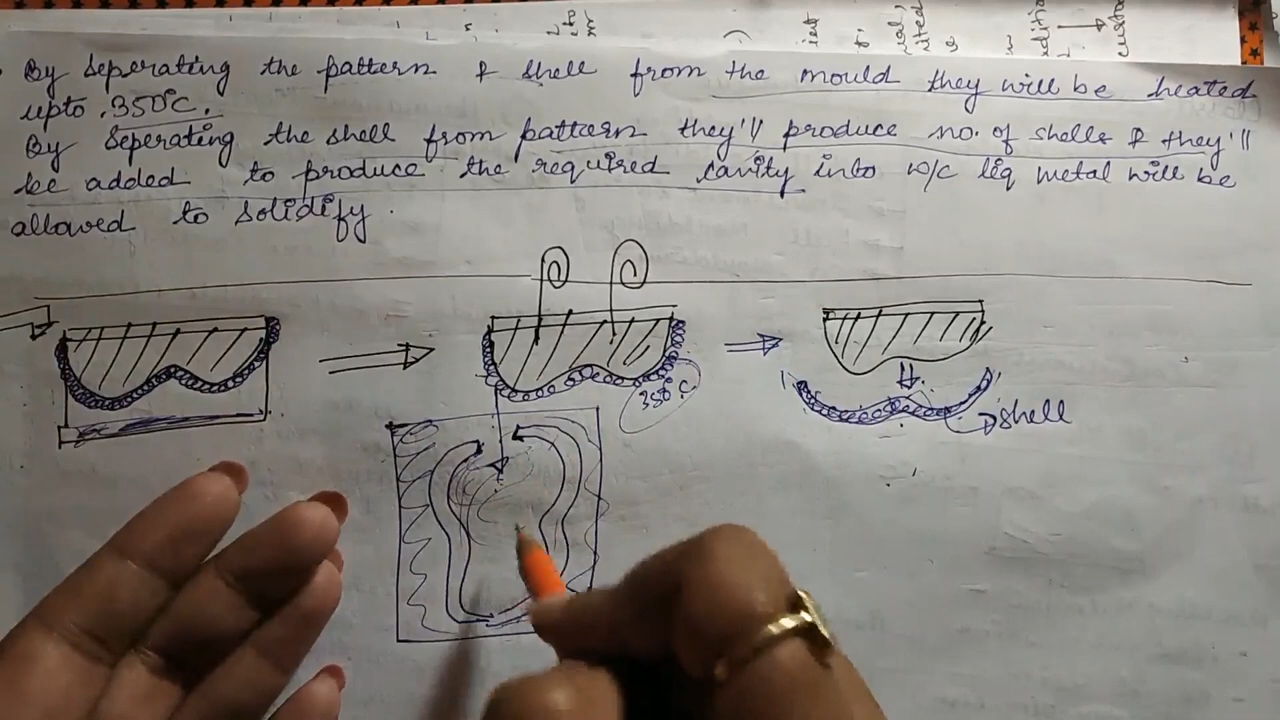 By seperating the pattern & shell from the mould they will be heated
upto 350°C.
By seperating the shell from pattern they'll produce no. of shells & they'll
be added to produce the required cavity into w/c liq metal will be
allowed to solidify.
350°C
shell